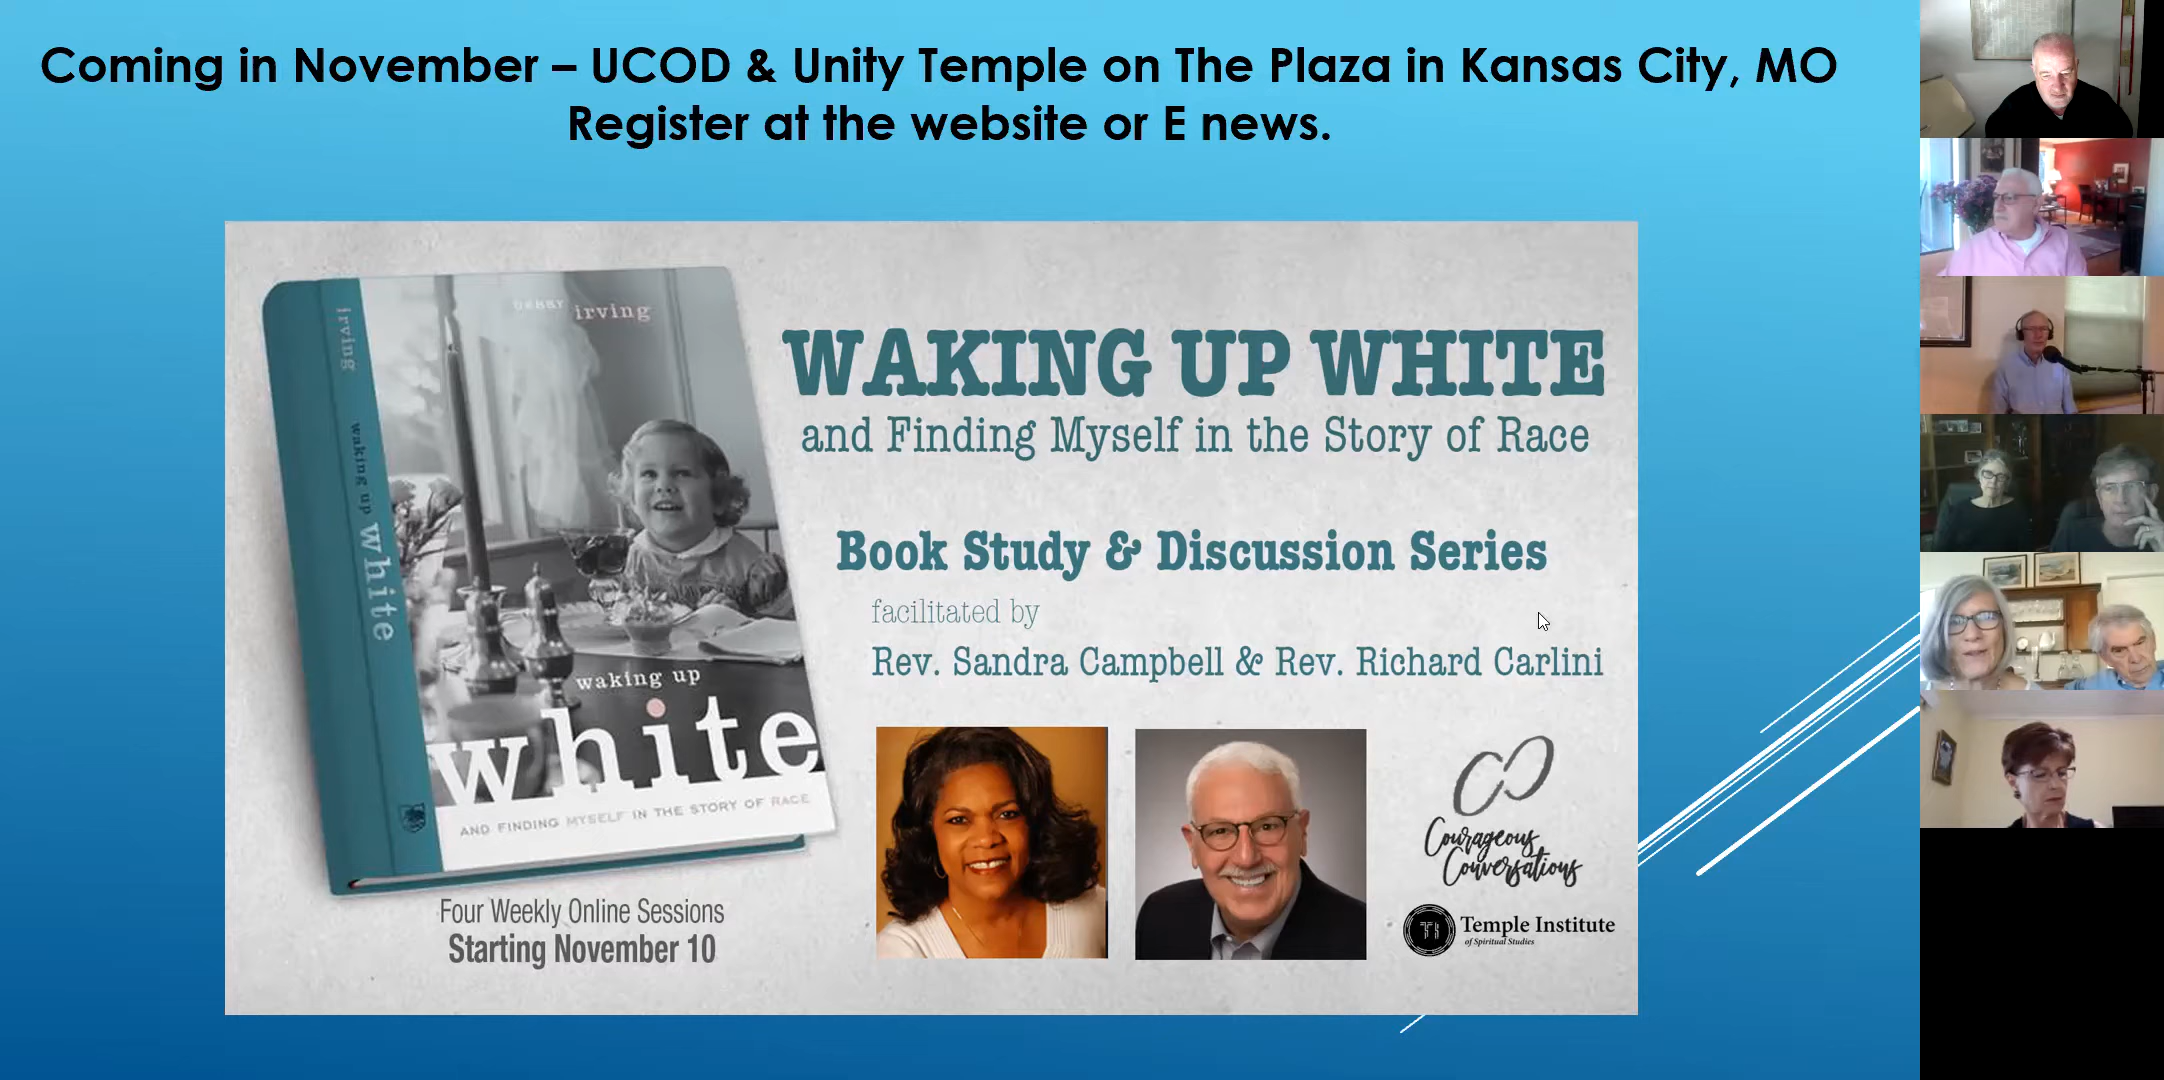 Coming in November – UCOD & Unity Temple on The Plaza in Kansas City, MO
Register at the website or E news.
debby irving
irving
waking up white
waking up
white
AND FINDING MYSELF IN THE STORY OF RACE
Four Weekly Online Sessions
Starting November 10
WAKING UP WHITE
and Finding Myself in the Story of Race
Book Study & Discussion Series
facilitated by
Rev. Sandra Campbell & Rev. Richard Carlini
Courageous
Conversations
TI
Temple Institute
of Spiritual Studies